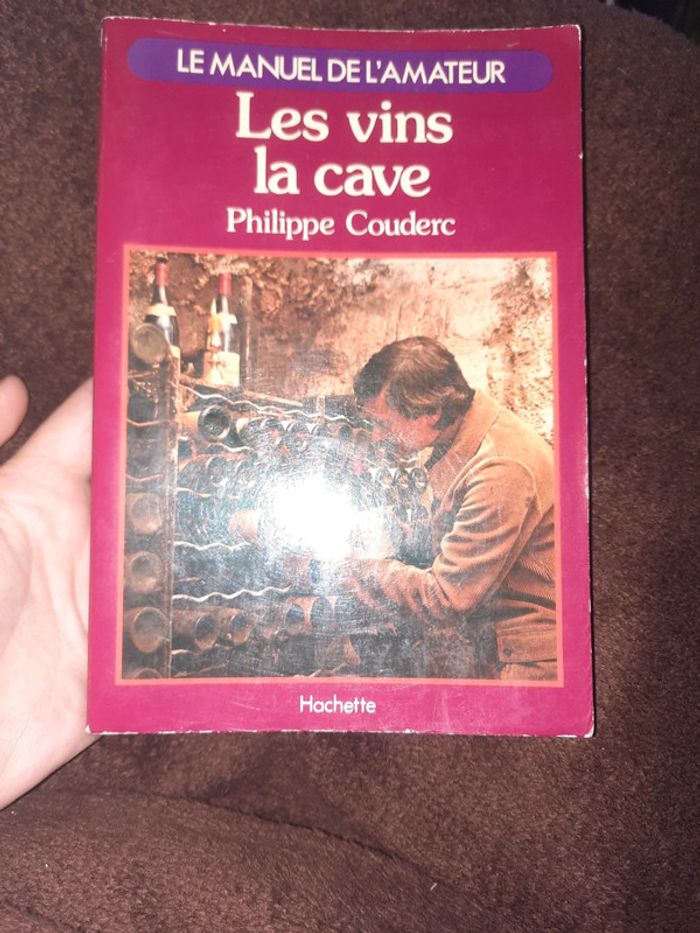 LE MANUEL DE L'AMATEUR
Les vins
la cave
Philippe Couderc
Hachette